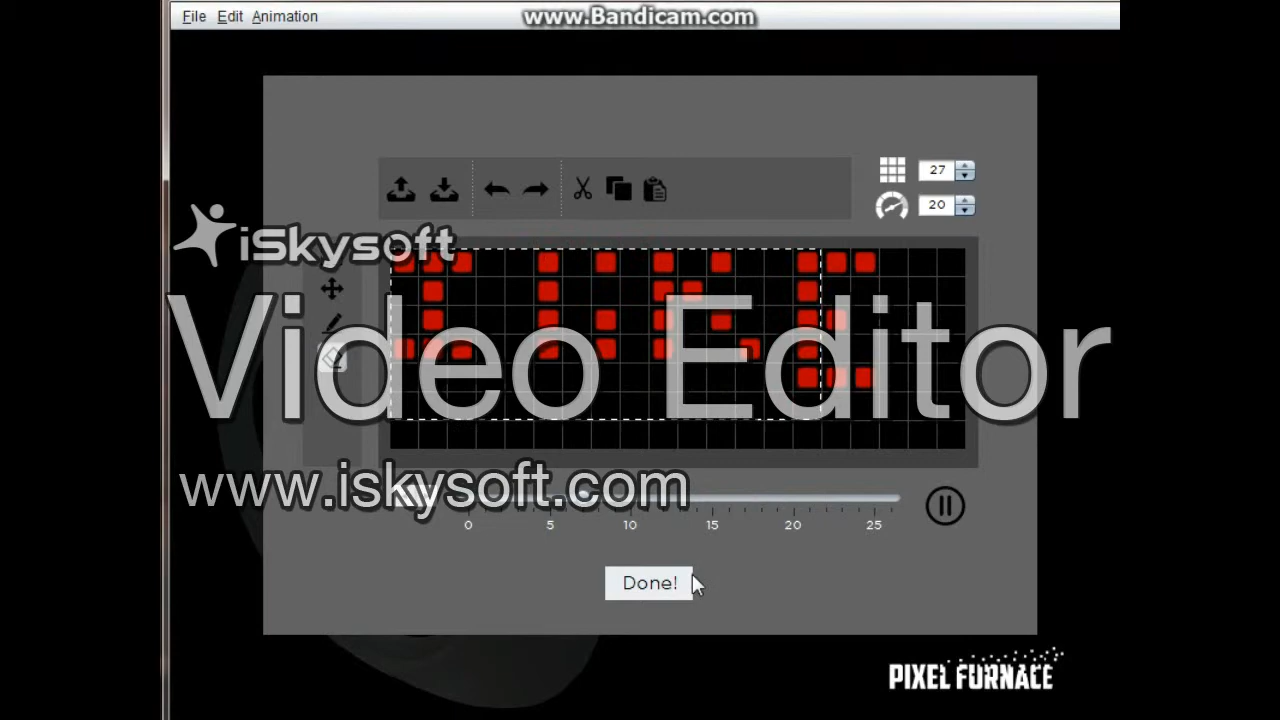 File Edit Animation
www.Bandicam.com
27
20
iSkysoft
Video Editor
www.iskysoft.com
0 5 10 15 20 25
Done!
PIXEL FURNACE